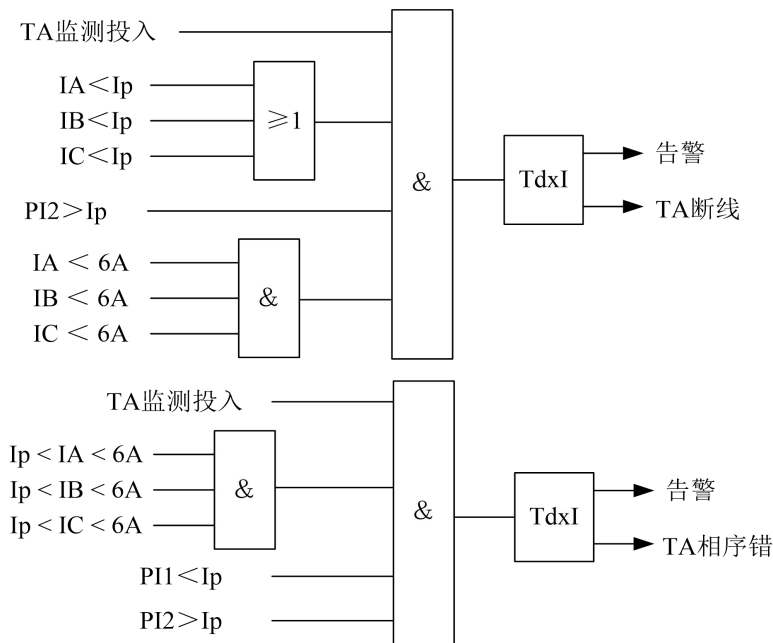 TA监测投入
IA＜Ip
IB＜Ip
IC＜Ip
≥1
PI2＞Ip
IA < 6A
IB < 6A
IC < 6A
&
&
TdxI
告警
TA断线
TA监测投入
Ip < IA < 6A
Ip < IB < 6A
Ip < IC < 6A
&
PI1＜Ip
PI2＞Ip
&
TdxI
告警
TA相序错